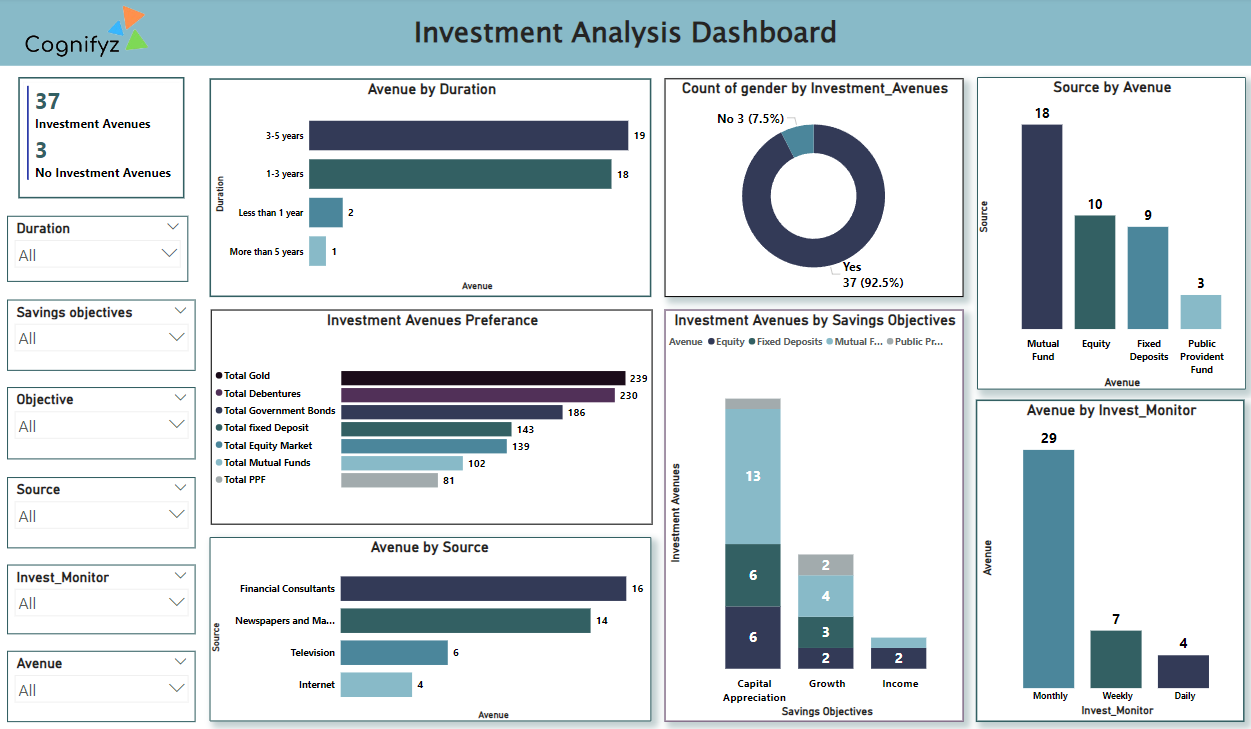 Cognifyz
Investment Analysis Dashboard
37
Investment Avenues
3
No Investment Avenues
Duration
All
Savings objectives
All
Objective
All
Source
All
Invest_Monitor
All
Avenue
All
Avenue by Duration
Duration
3-5 years
19
1-3 years
18
Less than 1 year
2
More than 5 years
1
Avenue
Investment Avenues Preferance
Total Gold
239
Total Debentures
230
Total Government Bonds
186
Total fixed Deposit
143
Total Equity Market
139
Total Mutual Funds
102
Total PPF
81
Avenue by Source
Source
Financial Consultants
16
Newspapers and Ma...
14
Television
6
Internet
4
Avenue
Count of gender by Investment_Avenues
No 3 (7.5%)
Yes
37 (92.5%)
Investment Avenues by Savings Objectives
Avenue Equity Fixed Deposits Mutual F... Public Pr...
Investment Avenues
13
6
6
2
4
3
2
2
Capital
Appreciation
Growth
Income
Savings Objectives
Source by Avenue
Source
18
10
9
3
Mutual
Fund
Equity
Fixed
Deposits
Public
Provident
Fund
Avenue
Avenue by Invest_Monitor
Avenue
29
7
4
Monthly
Weekly
Daily
Invest_Monitor